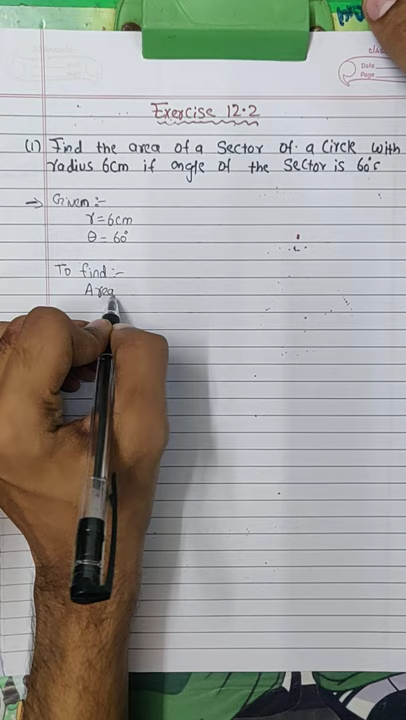 Date
Page
Exercise 12.2
(1) Find the area of a Sector of a Circle with
radius 6cm if angle of the Sector is 60°
→ Given:-
r = 6cm
θ = 60°
To find:-
Area